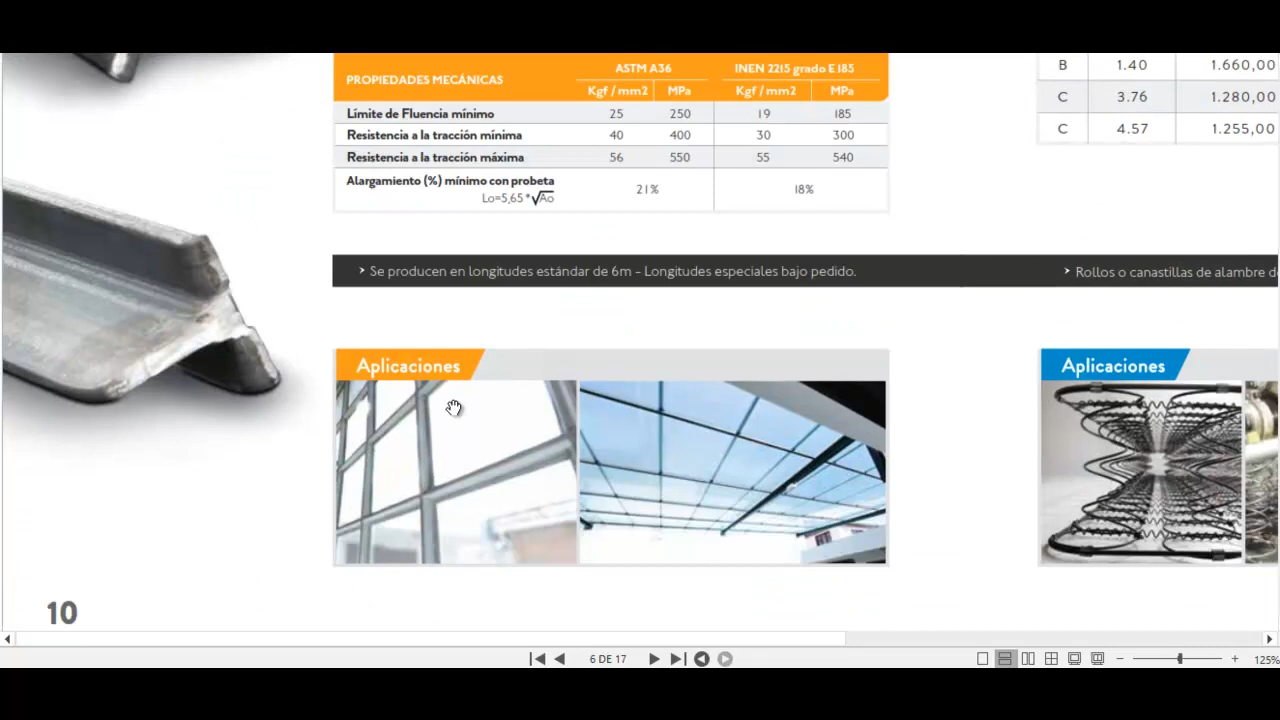 PROPIEDADES MECÁNICAS
ASTM A36
INEN 2215 grado E 185
Kgf / mm2
MPa
Kgf / mm2
MPa
Límite de Fluencia mínimo 25 250 19 185
Resistencia a la tracción mínima 40 400 30 300
Resistencia a la tracción máxima 56 550 55 540
Alargamiento (%) mínimo con probeta 21% 18%
Lo=5,65 * √Ao
› Se producen en longitudes estándar de 6m - Longitudes especiales bajo pedido.
Aplicaciones
10
B 1.40 1.660,00
C 3.76 1.280,00
C 4.57 1.255,00
› Rollos o canastillas de alambre d
Aplicaciones
6 DE 17
125%